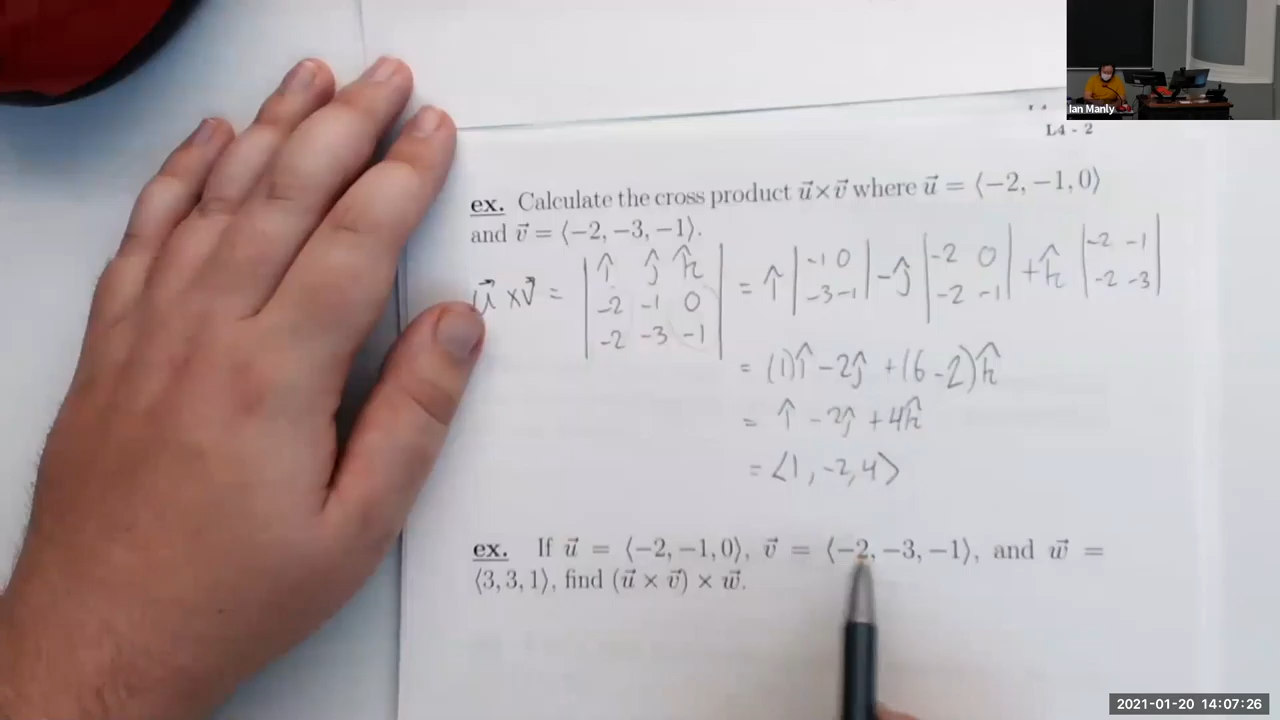 Ian Manly
L4 - 2
ex. Calculate the cross product u⃗×v⃗ where u⃗ = ⟨−2, −1, 0⟩
and v⃗ = ⟨−2, −3, −1⟩.
u⃗ × v⃗ = | î ĵ k̂ | = î | -1 0 | - ĵ | -2 0 | + k̂ | -2 -1 |
| -2 -1 0 | | -3 -1 | | -2 -1 | | -2 -3 |
| -2 -3 -1 |
= (1)î - 2ĵ + (6 - 2)k̂
= î - 2ĵ + 4k̂
= ⟨1, -2, 4⟩
ex. If u⃗ = ⟨−2, −1, 0⟩, v⃗ = ⟨−2, −3, −1⟩, and w⃗ =
⟨3, 3, 1⟩, find (u⃗ × v⃗) × w⃗.
2021-01-20 14:07:26